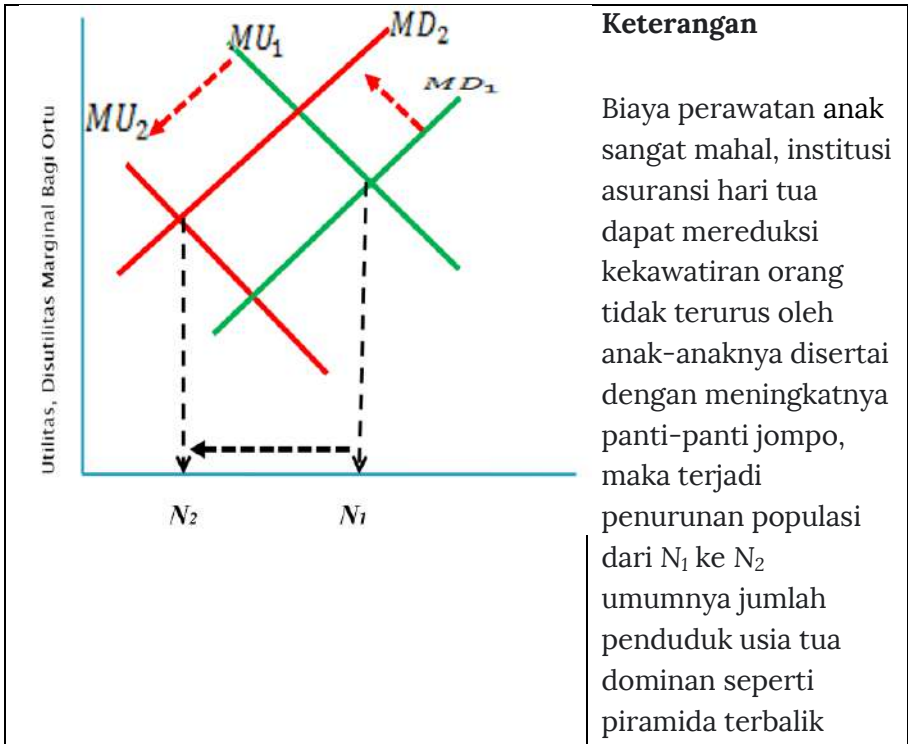 MU₁
MD₂
MD₁
MU₂
Utilitas, Disutilitas Marginal Bagi Ortu
N₂
N₁
Keterangan
Biaya perawatan anak
sangat mahal, institusi
asuransi hari tua
dapat mereduksi
kekawatiran orang
tidak terurus oleh
anak-anaknya disertai
dengan meningkatnya
panti-panti jompo,
maka terjadi
penurunan populasi
dari N₁ ke N₂
umumnya jumlah
penduduk usia tua
dominan seperti
piramida terbalik